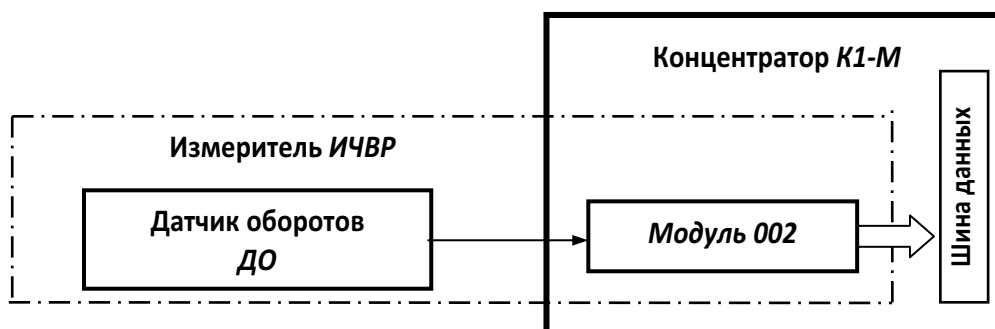 Концентратор К1-М
Измеритель ИЧВР
Датчик оборотов
ДО
Модуль 002
Шина данных